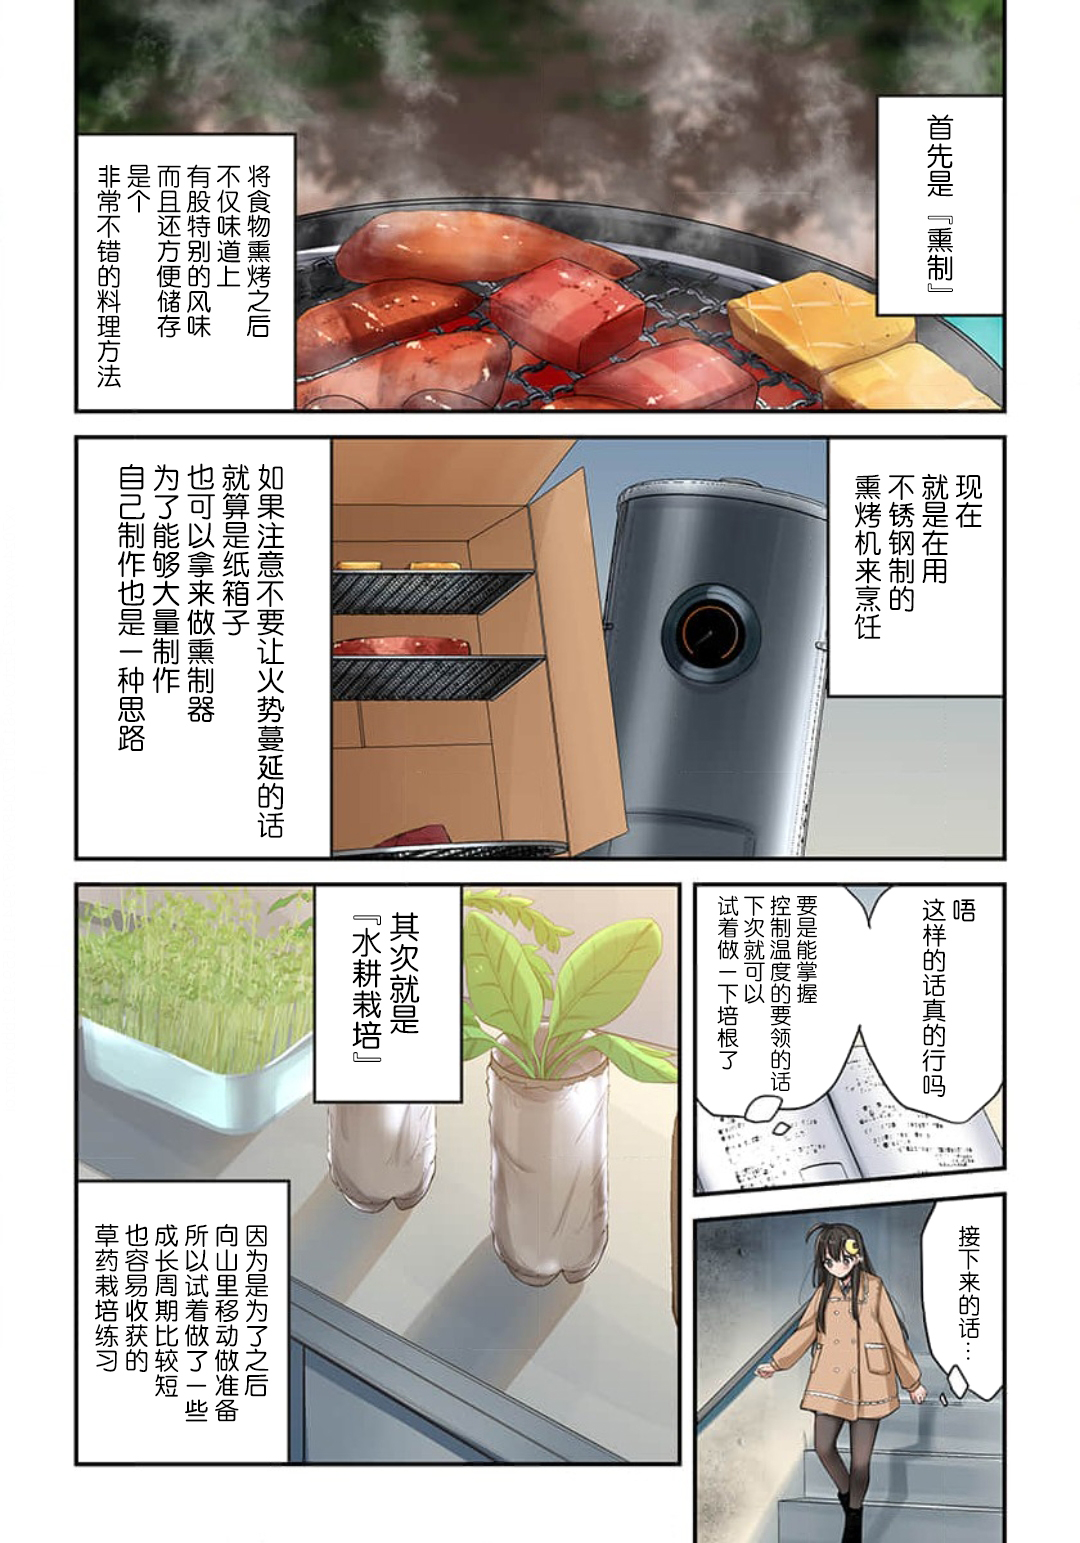 首先是『熏制』
将食物熏烤之后
不仅味道上
有股特别的风味
而且还方便储存
是个
非常不错的料理方法
现在
就是在用
不锈钢制的
熏烤机来烹饪
如果注意不要让火势蔓延的话
就算是纸箱子
也可以拿来做熏制器
为了能够大量制作
自己制作也是一种思路
唔
这样的话真的行吗
要是能掌握
控制温度的要领的话
下次就可以
试着做一下培根了
其次就是
『水耕栽培』
因为是为了之后
向山里移动做准备
所以试着做了一些
成长周期比较短
也容易收获的
草药栽培练习
接下来的话…